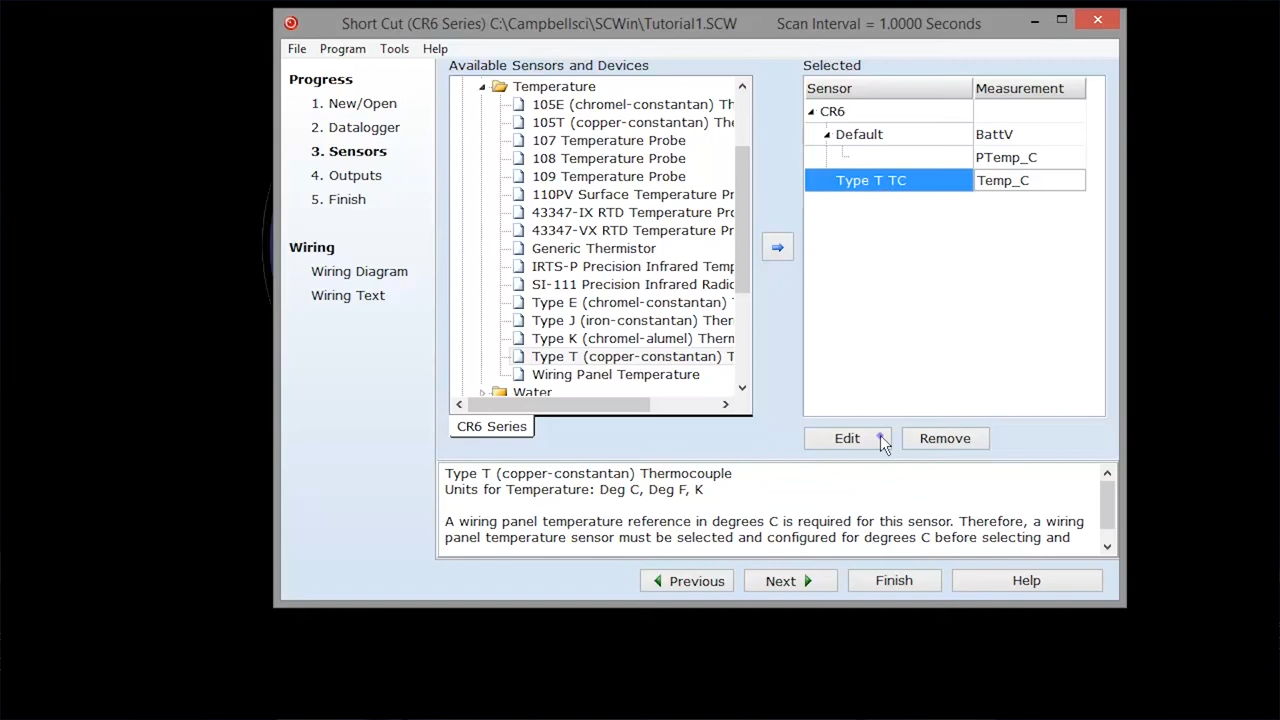 Short Cut (CR6 Series) C:\Campbellsci\SCWin\Tutorial1.SCW Scan Interval = 1.0000 Seconds
File Program Tools Help
Progress
1. New/Open
2. Datalogger
3. Sensors
4. Outputs
5. Finish
Wiring
Wiring Diagram
Wiring Text
Available Sensors and Devices
Temperature
105E (chromel-constantan) Th
105T (copper-constantan) The
107 Temperature Probe
108 Temperature Probe
109 Temperature Probe
110PV Surface Temperature Pr
43347-IX RTD Temperature Pro
43347-VX RTD Temperature Pro
Generic Thermistor
IRTS-P Precision Infrared Temp
SI-111 Precision Infrared Radio
Type E (chromel-constantan) T
Type J (iron-constantan) Ther
Type K (chromel-alumel) Therm
Type T (copper-constantan) T
Wiring Panel Temperature
Water
CR6 Series
Selected
Sensor Measurement
CR6
Default BattV
PTemp_C
Type T TC Temp_C
Edit Remove
Type T (copper-constantan) Thermocouple
Units for Temperature: Deg C, Deg F, K
A wiring panel temperature reference in degrees C is required for this sensor. Therefore, a wiring
panel temperature sensor must be selected and configured for degrees C before selecting and
Previous Next Finish Help